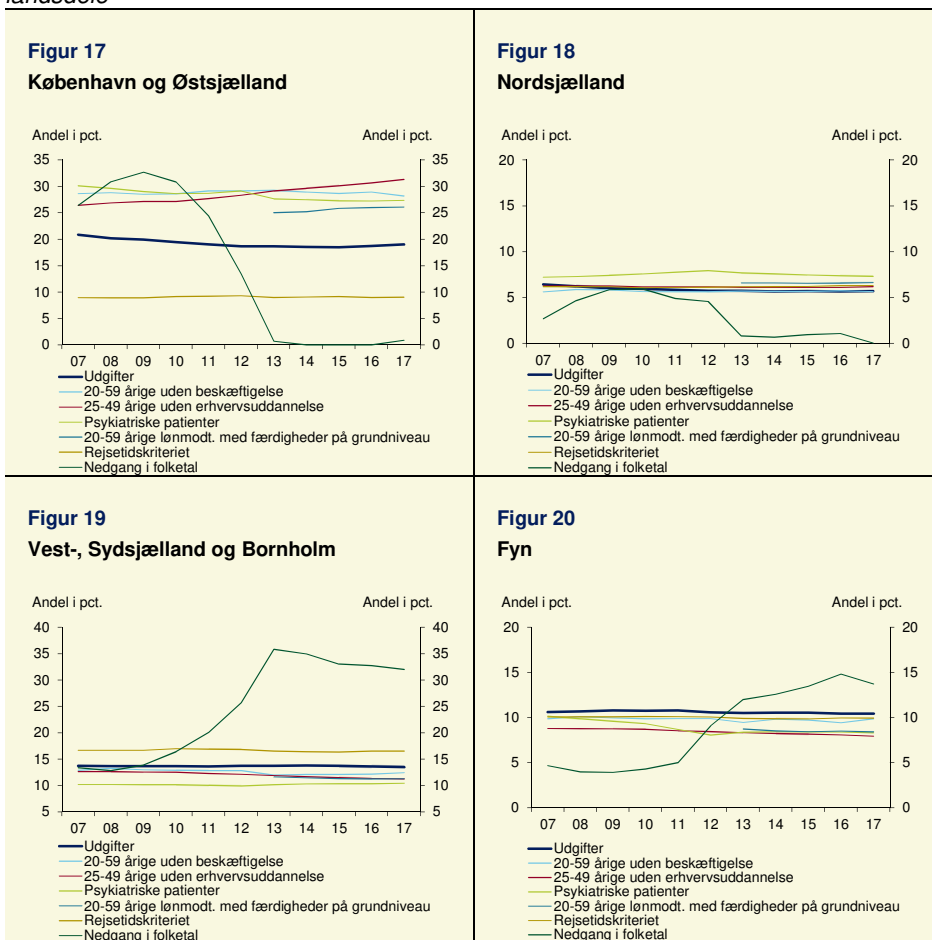 landsdele
Figur 17
København og Østsjælland
Andel i pct. Andel i pct.
35 35
30 30
25 25
20 20
15 15
10 10
5 5
0 0
07 08 09 10 11 12 13 14 15 16 17
Udgifter
20-59 årige uden beskæftigelse
25-49 årige uden erhvervsuddannelse
Psykiatriske patienter
20-59 årige lønmodt. med færdigheder på grundniveau
Rejsetidskriteriet
Nedgang i folketal
Figur 18
Nordsjælland
Andel i pct. Andel i pct.
20 20
15 15
10 10
5 5
0 0
07 08 09 10 11 12 13 14 15 16 17
Udgifter
20-59 årige uden beskæftigelse
25-49 årige uden erhvervsuddannelse
Psykiatriske patienter
20-59 årige lønmodt. med færdigheder på grundniveau
Rejsetidskriteriet
Nedgang i folketal
Figur 19
Vest-, Sydsjælland og Bornholm
Andel i pct. Andel i pct.
40 40
35 35
30 30
25 25
20 20
15 15
10 10
5 5
07 08 09 10 11 12 13 14 15 16 17
Udgifter
20-59 årige uden beskæftigelse
25-49 årige uden erhvervsuddannelse
Psykiatriske patienter
20-59 årige lønmodt. med færdigheder på grundniveau
Rejsetidskriteriet
Nedgang i folketal
Figur 20
Fyn
Andel i pct. Andel i pct.
20 20
15 15
10 10
5 5
0 0
07 08 09 10 11 12 13 14 15 16 17
Udgifter
20-59 årige uden beskæftigelse
25-49 årige uden erhvervsuddannelse
Psykiatriske patienter
20-59 årige lønmodt. med færdigheder på grundniveau
Rejsetidskriteriet
Nedgang i folketal